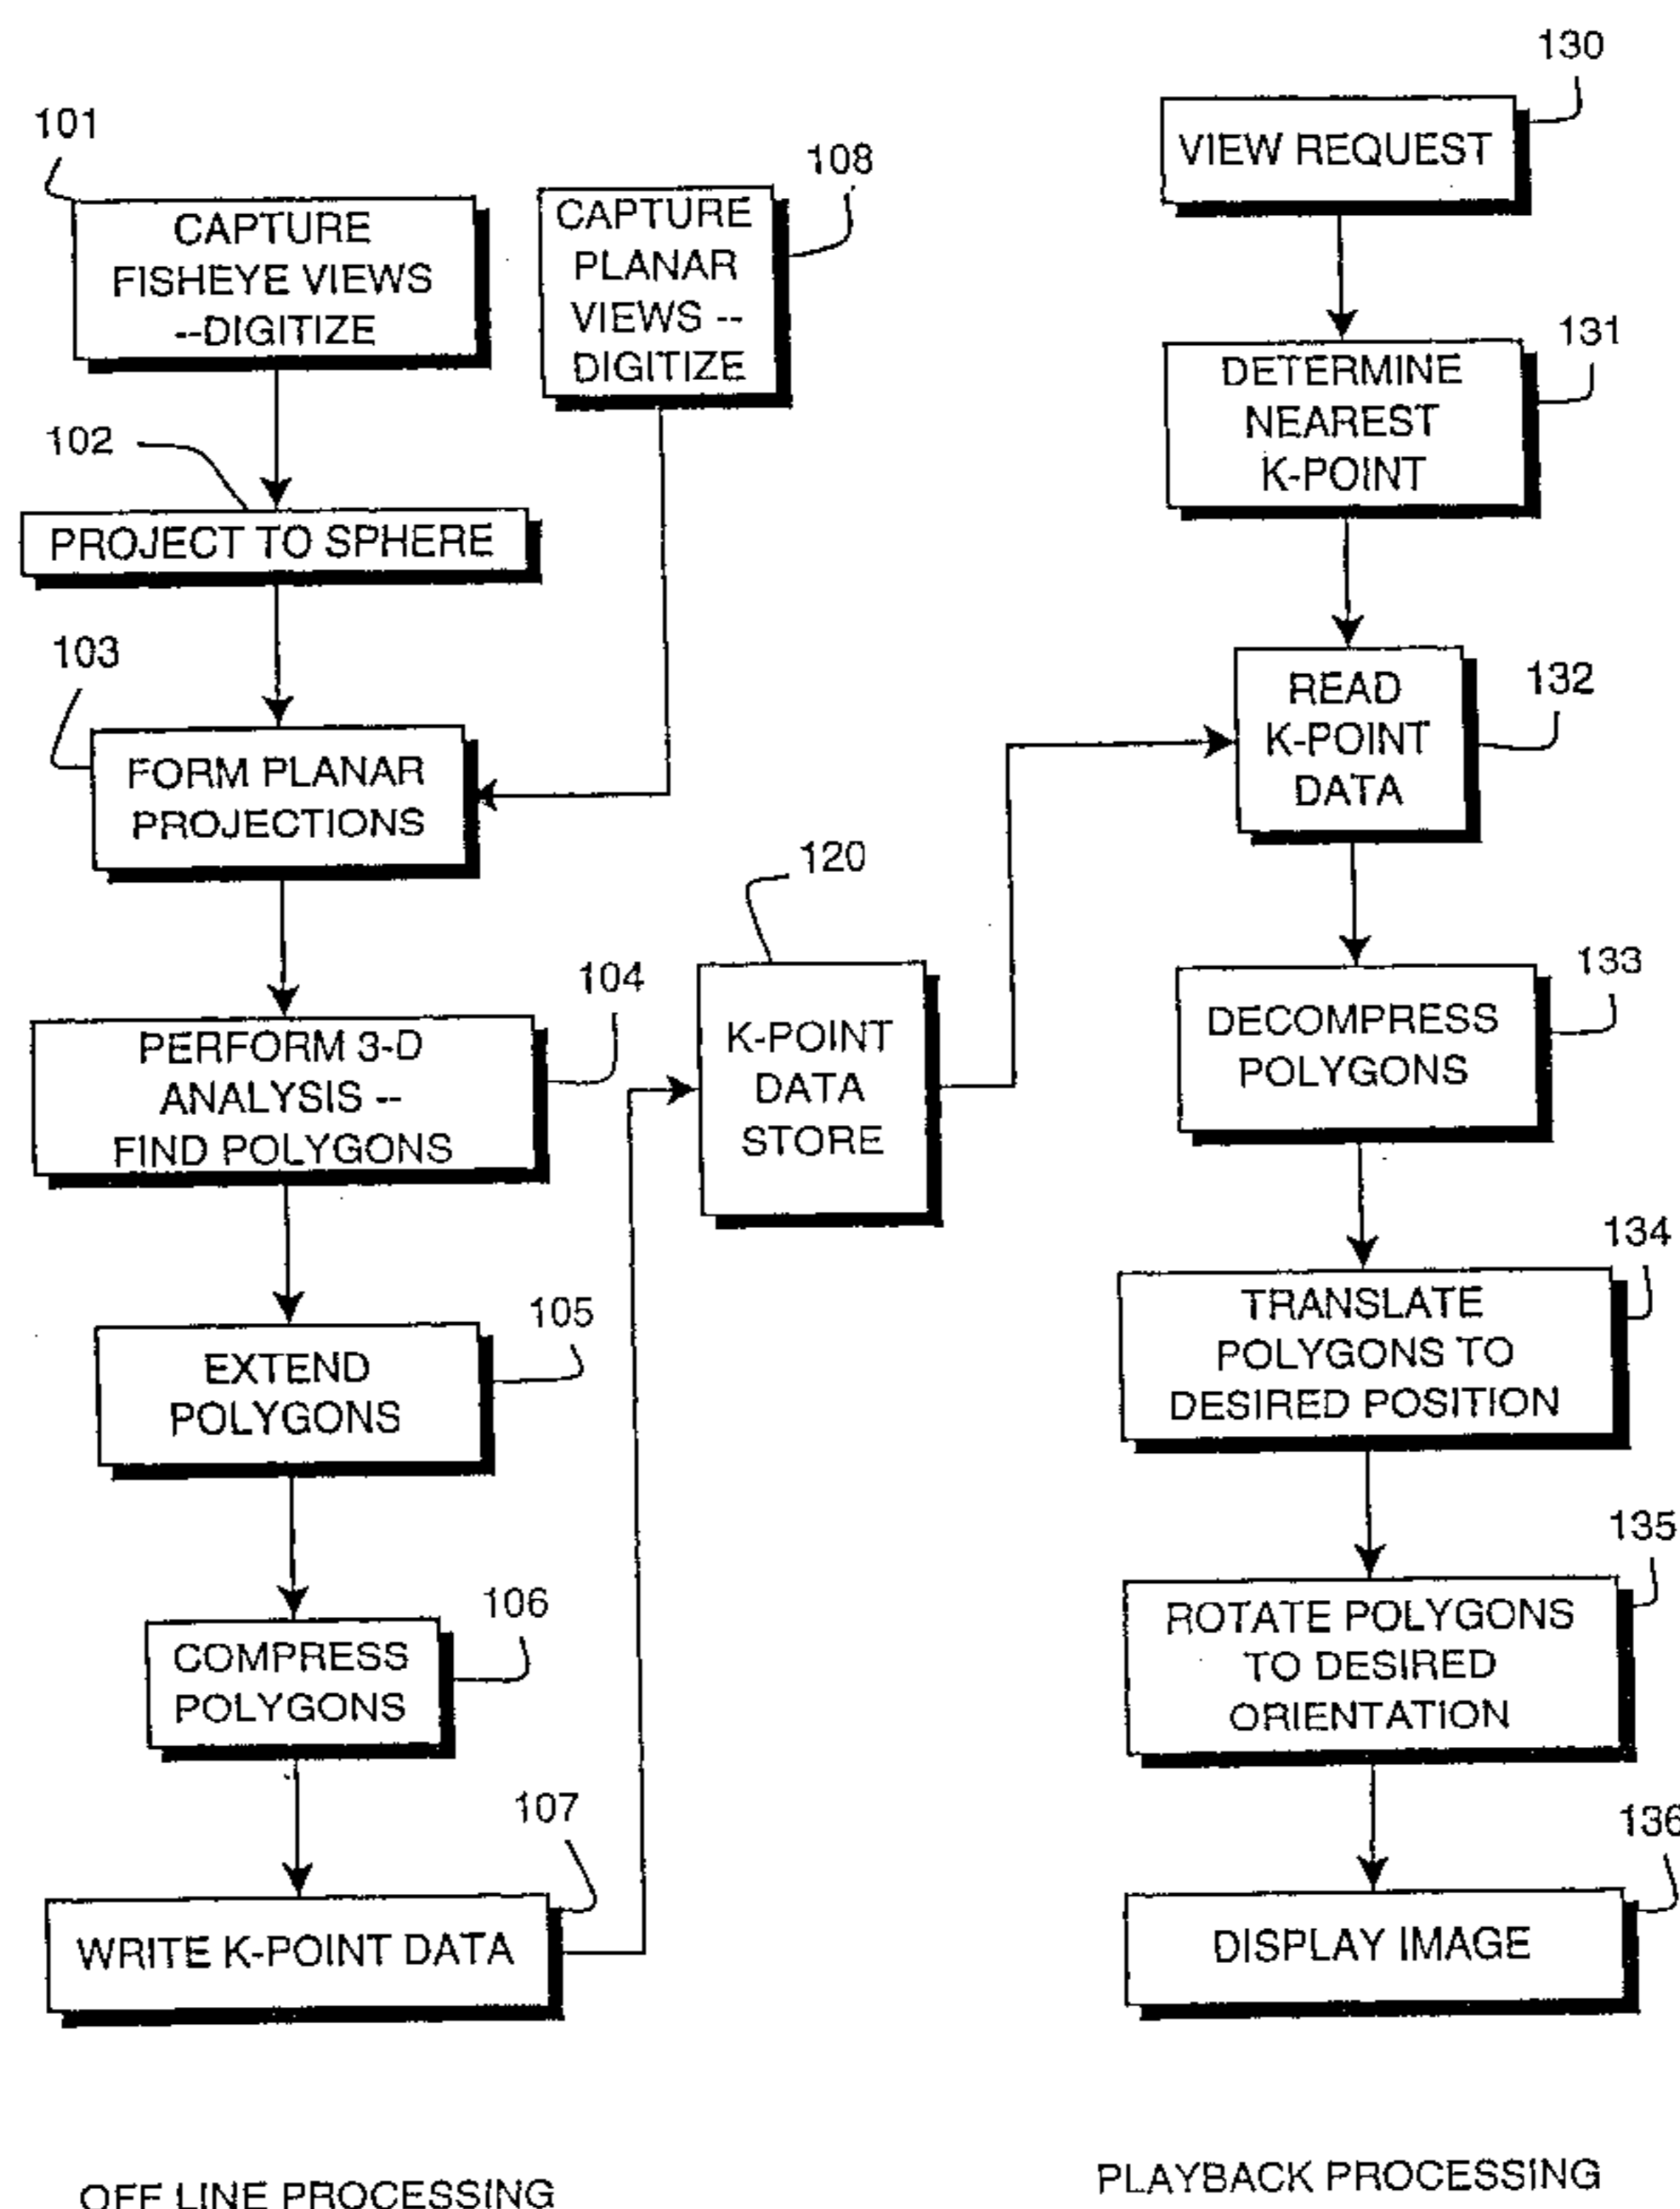 101
CAPTURE
FISHEYE VIEWS
--DIGITIZE
108
CAPTURE
PLANAR
VIEWS --
DIGITIZE
102
PROJECT TO SPHERE
103
FORM PLANAR
PROJECTIONS
104
PERFORM 3-D
ANALYSIS --
FIND POLYGONS
105
EXTEND
POLYGONS
106
COMPRESS
POLYGONS
107
WRITE K-POINT DATA
120
K-POINT
DATA
STORE
130
VIEW REQUEST
131
DETERMINE
NEAREST
K-POINT
132
READ
K-POINT
DATA
133
DECOMPRESS
POLYGONS
134
TRANSLATE
POLYGONS TO
DESIRED POSITION
135
ROTATE POLYGONS
TO DESIRED
ORIENTATION
136
DISPLAY IMAGE
OFF LINE PROCESSING
PLAYBACK PROCESSING